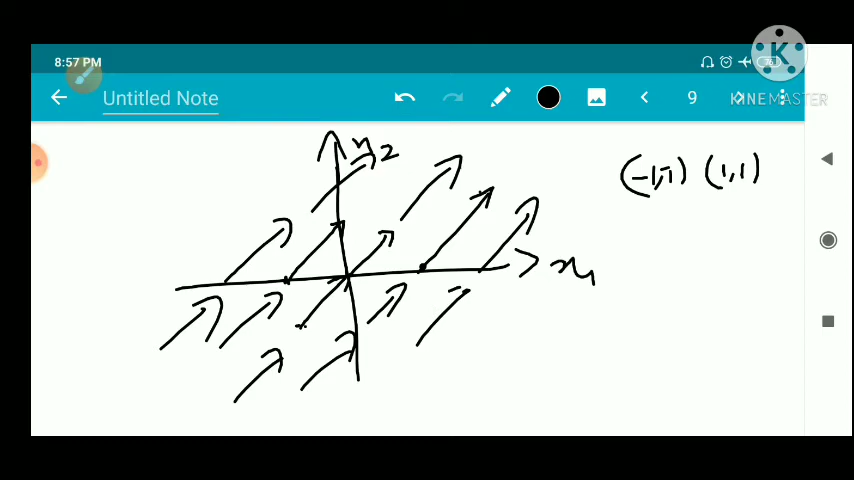 8:57 PM
Untitled Note
9
KINEMASTER
x2
(-1,-1) (1,1)
x1